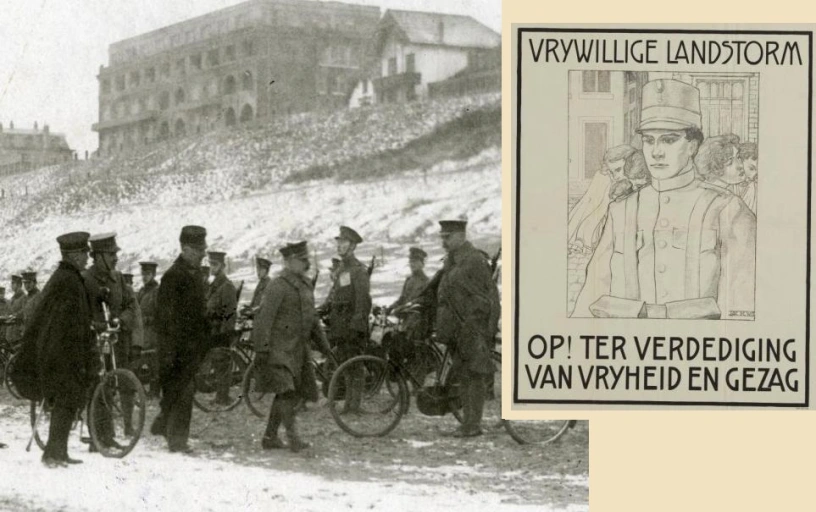 VRYWILLIGE LANDSTORM
OP! TER VERDEDIGING
VAN VRYHEID EN GEZAG